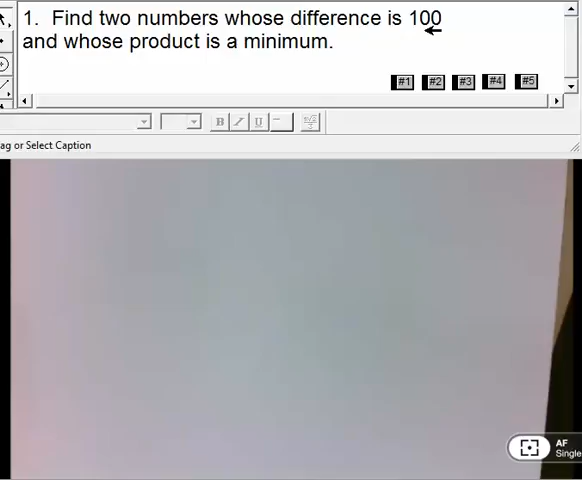 1. Find two numbers whose difference is 100
and whose product is a minimum.
#1 #2 #3 #4 #5
B I U
ag or Select Caption
AF
Single